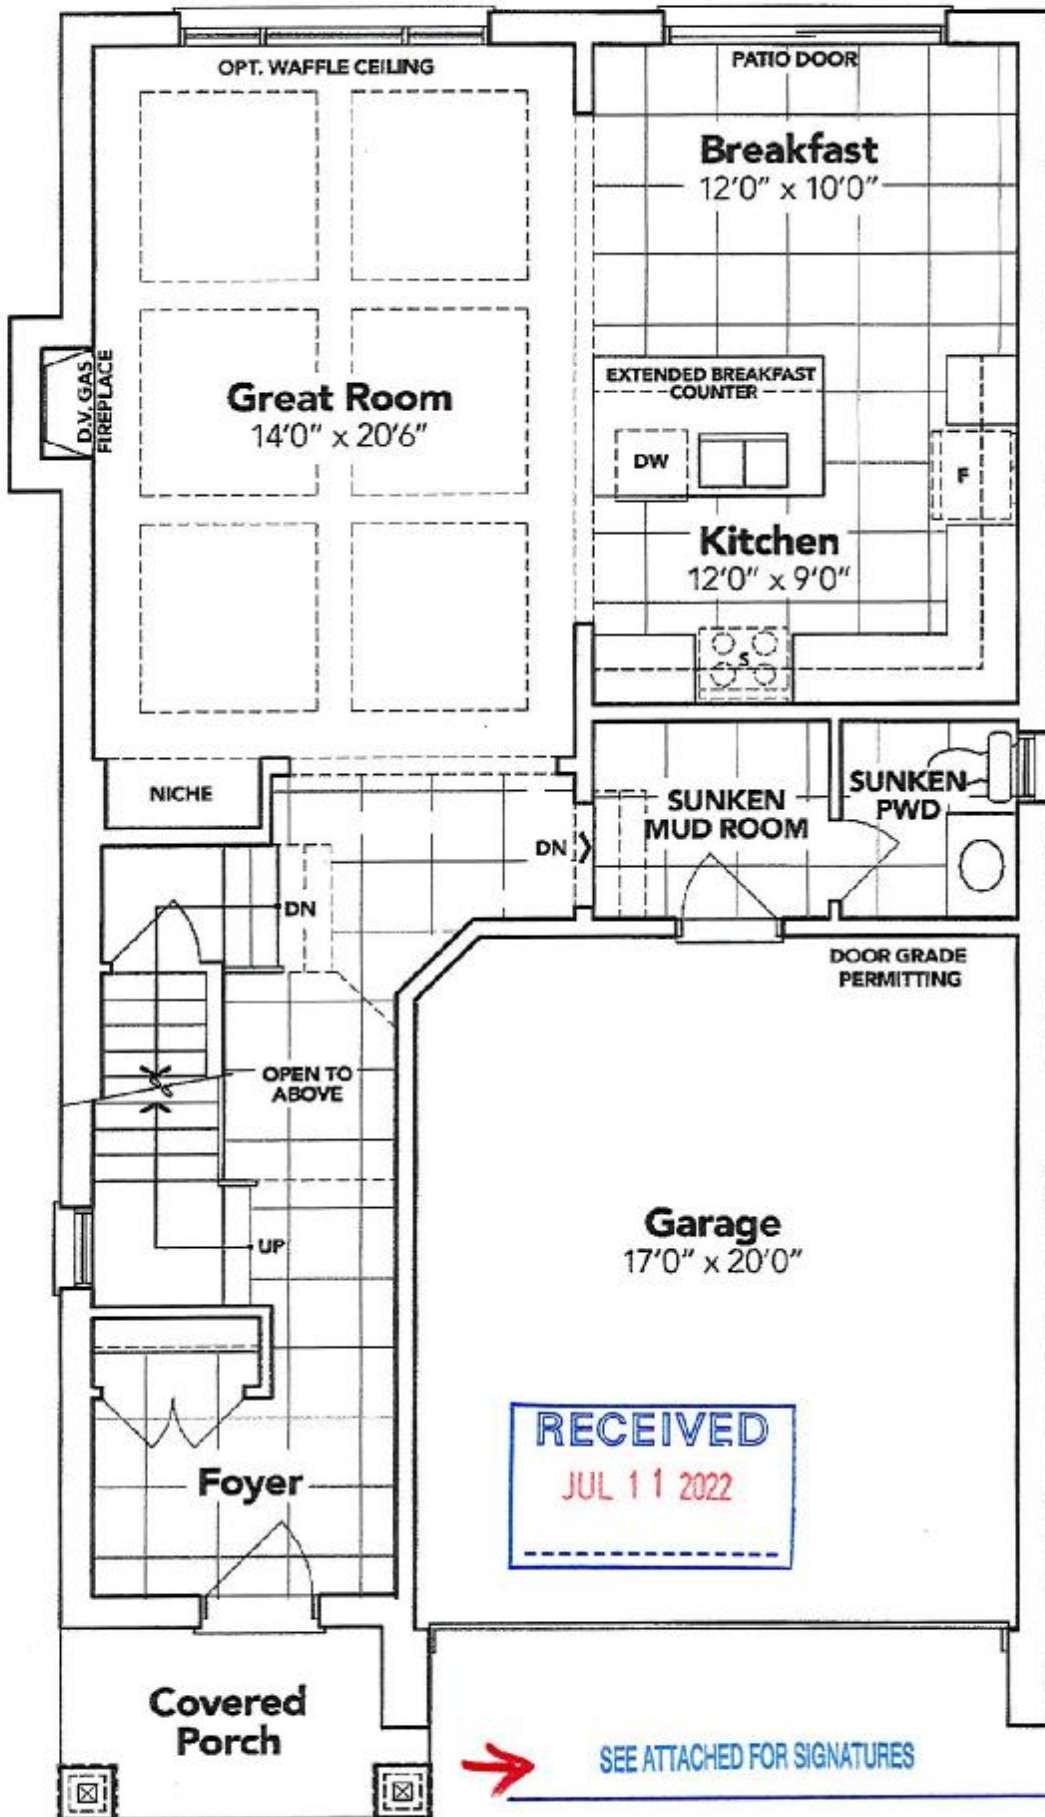 OPT. WAFFLE CEILING
PATIO DOOR
Breakfast
12'0" x 10'0"
D.V. GAS
FIREPLACE
Great Room
14'0" x 20'6"
EXTENDED BREAKFAST
COUNTER
DW
F
Kitchen
12'0" x 9'0"
S
NICHE
SUNKEN
MUD ROOM
SUNKEN
PWD
DN
DN
DOOR GRADE
PERMITTING
OPEN TO
ABOVE
UP
Garage
17'0" x 20'0"
RECEIVED
JUL 11 2022
Foyer
Covered
Porch
SEE ATTACHED FOR SIGNATURES